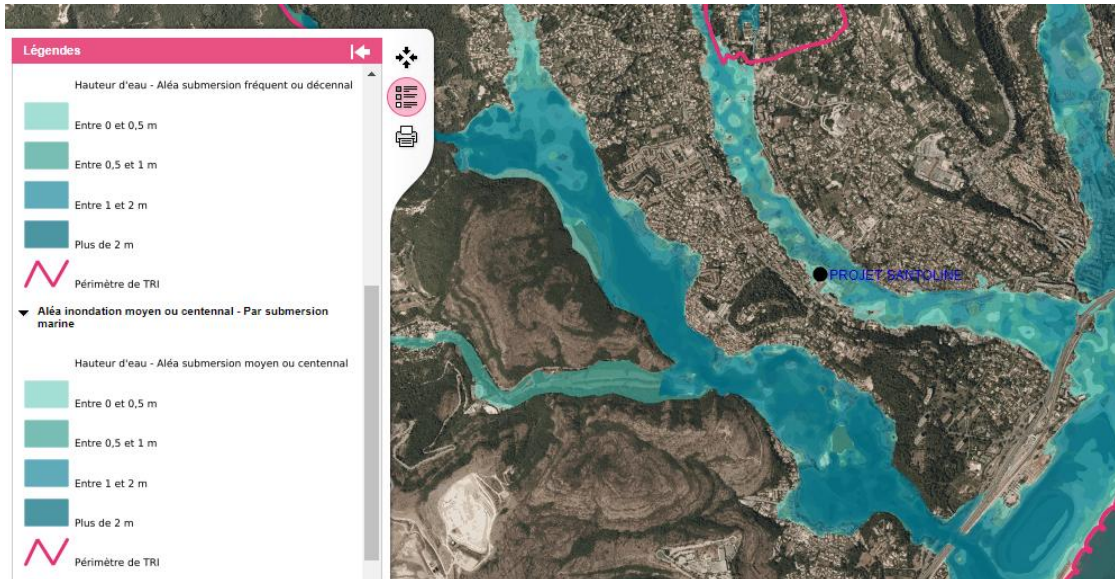 Légendes
Hauteur d'eau - Aléa submersion fréquent ou décennal
Entre 0 et 0,5 m
Entre 0,5 et 1 m
Entre 1 et 2 m
Plus de 2 m
Périmètre de TRI
Aléa inondation moyen ou centennal - Par submersion
marine
Hauteur d'eau - Aléa submersion moyen ou centennal
Entre 0 et 0,5 m
Entre 0,5 et 1 m
Entre 1 et 2 m
Plus de 2 m
Périmètre de TRI
PROJET SANTOLINE